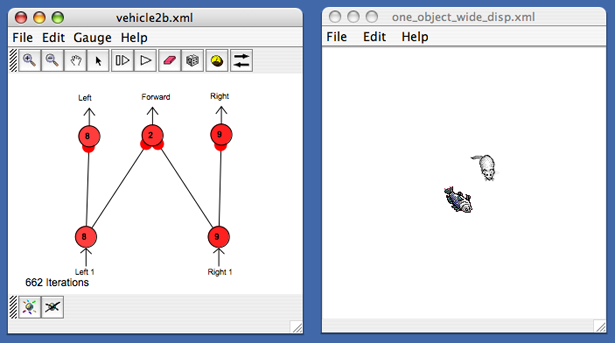 vehicle2b.xml
File Edit Gauge Help
Left Forward Right
8 2 9
8 9
Left 1 Right 1
662 Iterations
one_object_wide_disp.xml
File Edit Help